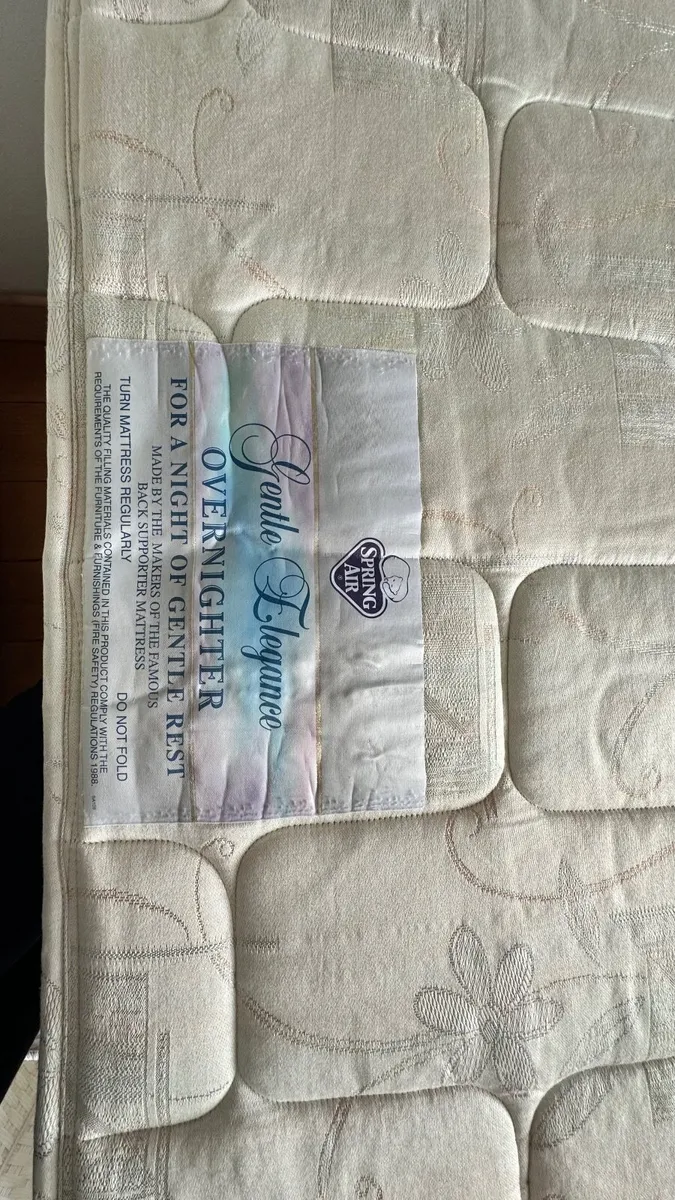 SPRING
AIR
Gentle Elegance
OVERNIGHTER
FOR A NIGHT OF GENTLE REST
MADE BY THE MAKERS OF THE FAMOUS
BACK SUPPORTER MATTRESS
TURN MATTRESS REGULARLY DO NOT FOLD
THE QUALITY FILLING MATERIALS CONTAINED IN THIS PRODUCT COMPLY WITH THE
REQUIREMENTS OF THE FURNITURE & FURNISHINGS (FIRE SAFETY) REGULATIONS 1988